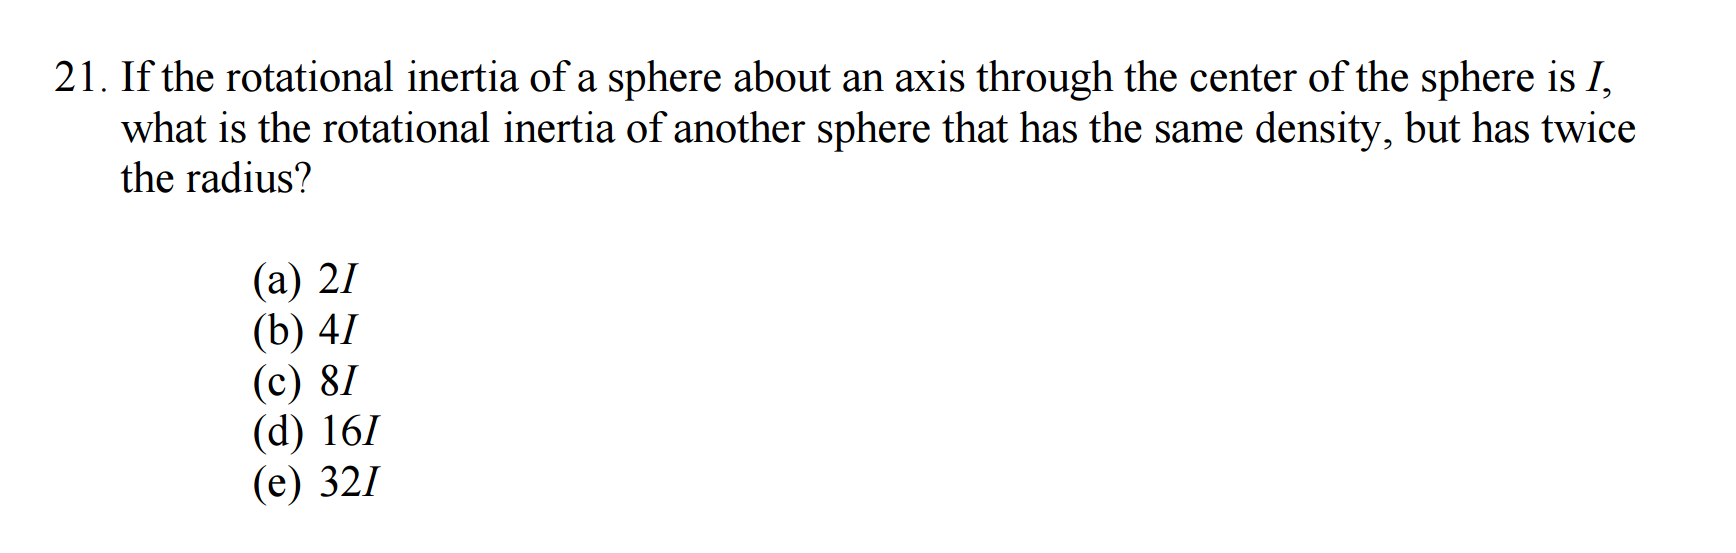 21. If the rotational inertia of a sphere about an axis through the center of the sphere is I,
what is the rotational inertia of another sphere that has the same density, but has twice
the radius?
(a) 2I
(b) 4I
(c) 8I
(d) 16I
(e) 32I